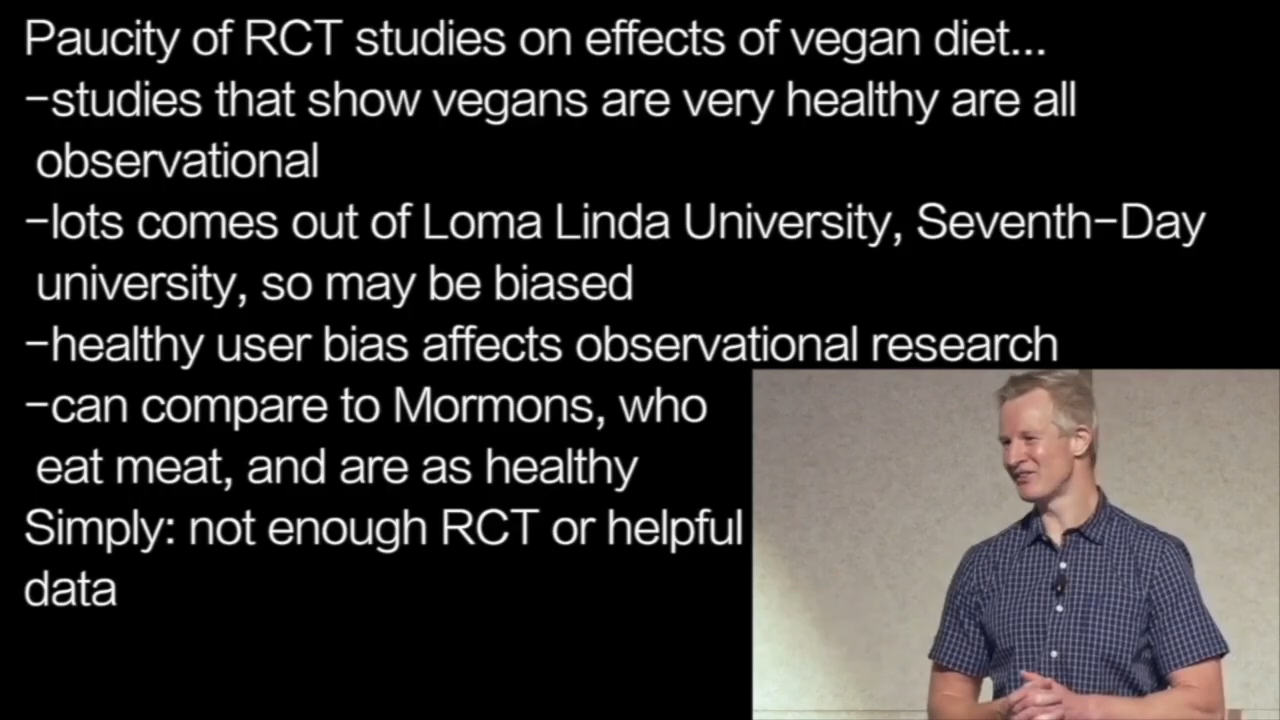 Paucity of RCT studies on effects of vegan diet...
-studies that show vegans are very healthy are all
observational
-lots comes out of Loma Linda University, Seventh-Day
university, so may be biased
-healthy user bias affects observational research
-can compare to Mormons, who
eat meat, and are as healthy
Simply: not enough RCT or helpful
data